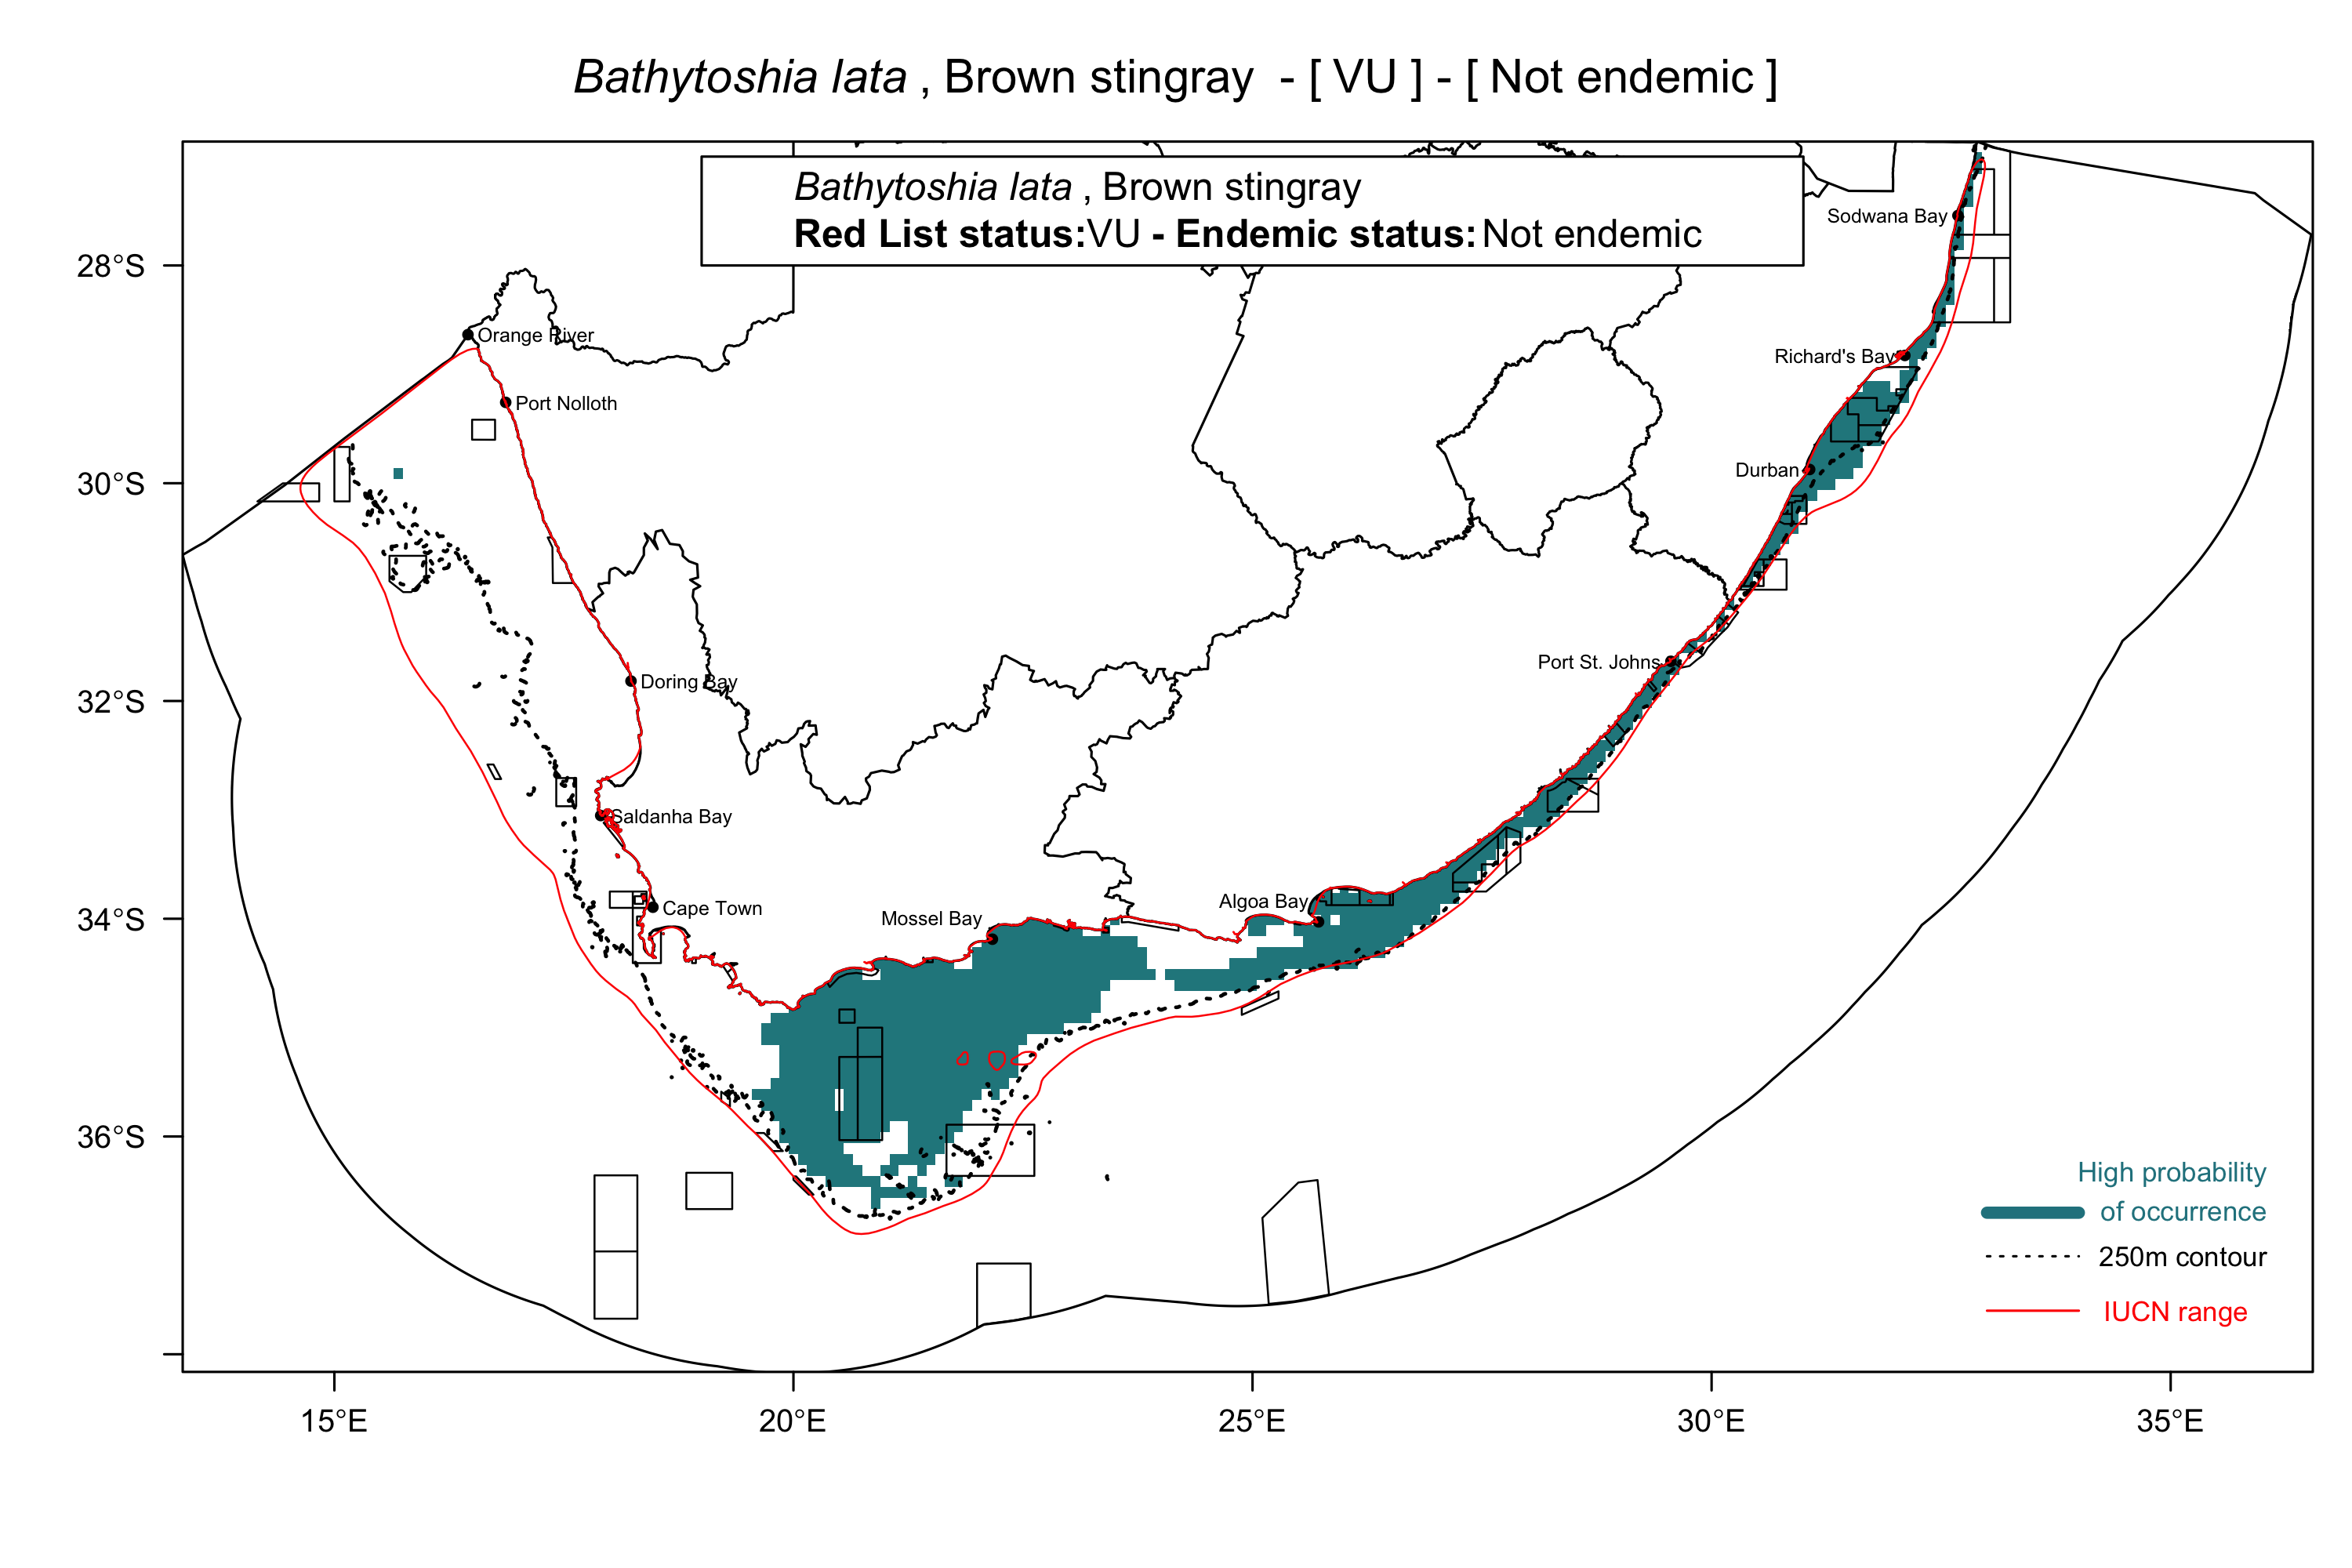 Bathytoshia lata , Brown stingray - [ VU ] - [ Not endemic ]
Bathytoshia lata , Brown stingray
Red List status:VU - Endemic status: Not endemic
Sodwana Bay
28°S
Orange River
Richard's Bay
Port Nolloth
Durban
30°S
Port St. Johns
Doring Bay
32°S
Saldanha Bay
Algoa Bay
Cape Town
Mossel Bay
34°S
36°S
High probability
of occurrence
250m contour
IUCN range
15°E
20°E
25°E
30°E
35°E